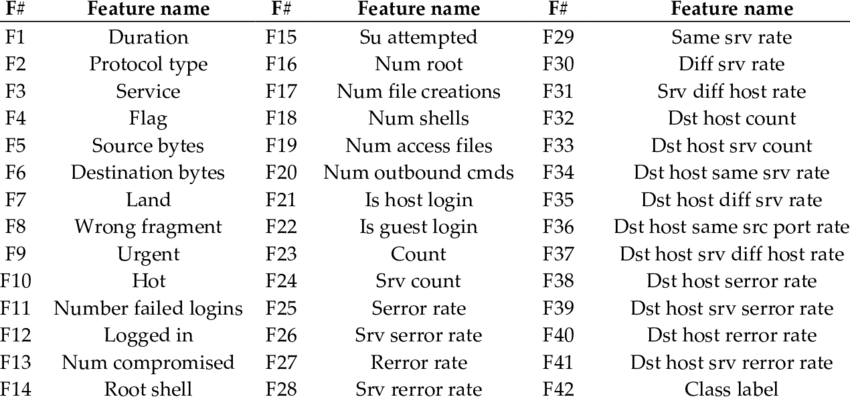 F# Feature name F# Feature name F# Feature name
F1 Duration F15 Su attempted F29 Same srv rate
F2 Protocol type F16 Num root F30 Diff srv rate
F3 Service F17 Num file creations F31 Srv diff host rate
F4 Flag F18 Num shells F32 Dst host count
F5 Source bytes F19 Num access files F33 Dst host srv count
F6 Destination bytes F20 Num outbound cmds F34 Dst host same srv rate
F7 Land F21 Is host login F35 Dst host diff srv rate
F8 Wrong fragment F22 Is guest login F36 Dst host same src port rate
F9 Urgent F23 Count F37 Dst host srv diff host rate
F10 Hot F24 Srv count F38 Dst host serror rate
F11 Number failed logins F25 Serror rate F39 Dst host srv serror rate
F12 Logged in F26 Srv serror rate F40 Dst host rerror rate
F13 Num compromised F27 Rerror rate F41 Dst host srv rerror rate
F14 Root shell F28 Srv rerror rate F42 Class label